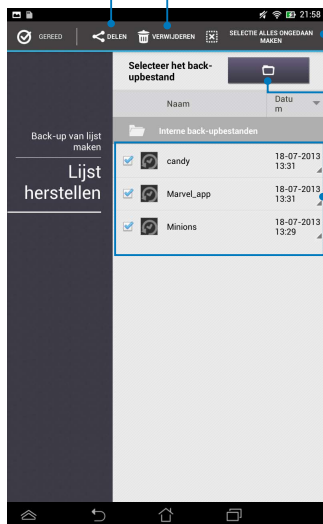 21:58
GEREED DELEN VERWIJDEREN SELECTIE ALLES ONGEDAAN
MAKEN
Back-up van lijst
maken
Lijst
herstellen
Selecteer het back-
upbestand
Naam Datu
m
Interne back-upbestanden
candy 18-07-2013
13:31
Marvel_app 18-07-2013
13:31
Minions 18-07-2013
13:29